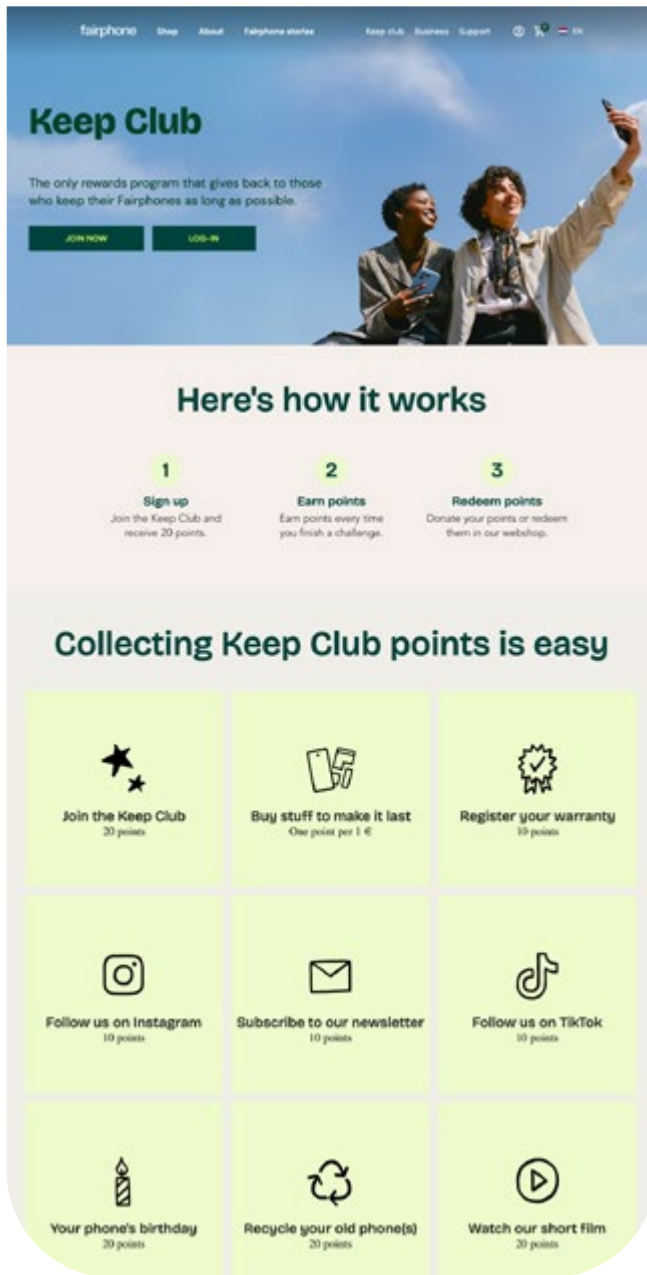 fairphone Shop About Fairphone stories Keep club Business Support 0 EN
Keep Club
The only rewards program that gives back to those
who keep their Fairphones as long as possible.
JOIN NOW LOG-IN
Here's how it works
1
Sign up
Join the Keep Club and
receive 20 points.
2
Earn points
Earn points every time
you finish a challenge.
3
Redeem points
Donate your points or redeem
them in our webshop.
Collecting Keep Club points is easy
Join the Keep Club
20 points
Buy stuff to make it last
One point per 1 €
Register your warranty
10 points
Follow us on Instagram
10 points
Subscribe to our newsletter
10 points
Follow us on TikTok
10 points
Your phone's birthday
20 points
Recycle your old phone(s)
20 points
Watch our short film
20 points